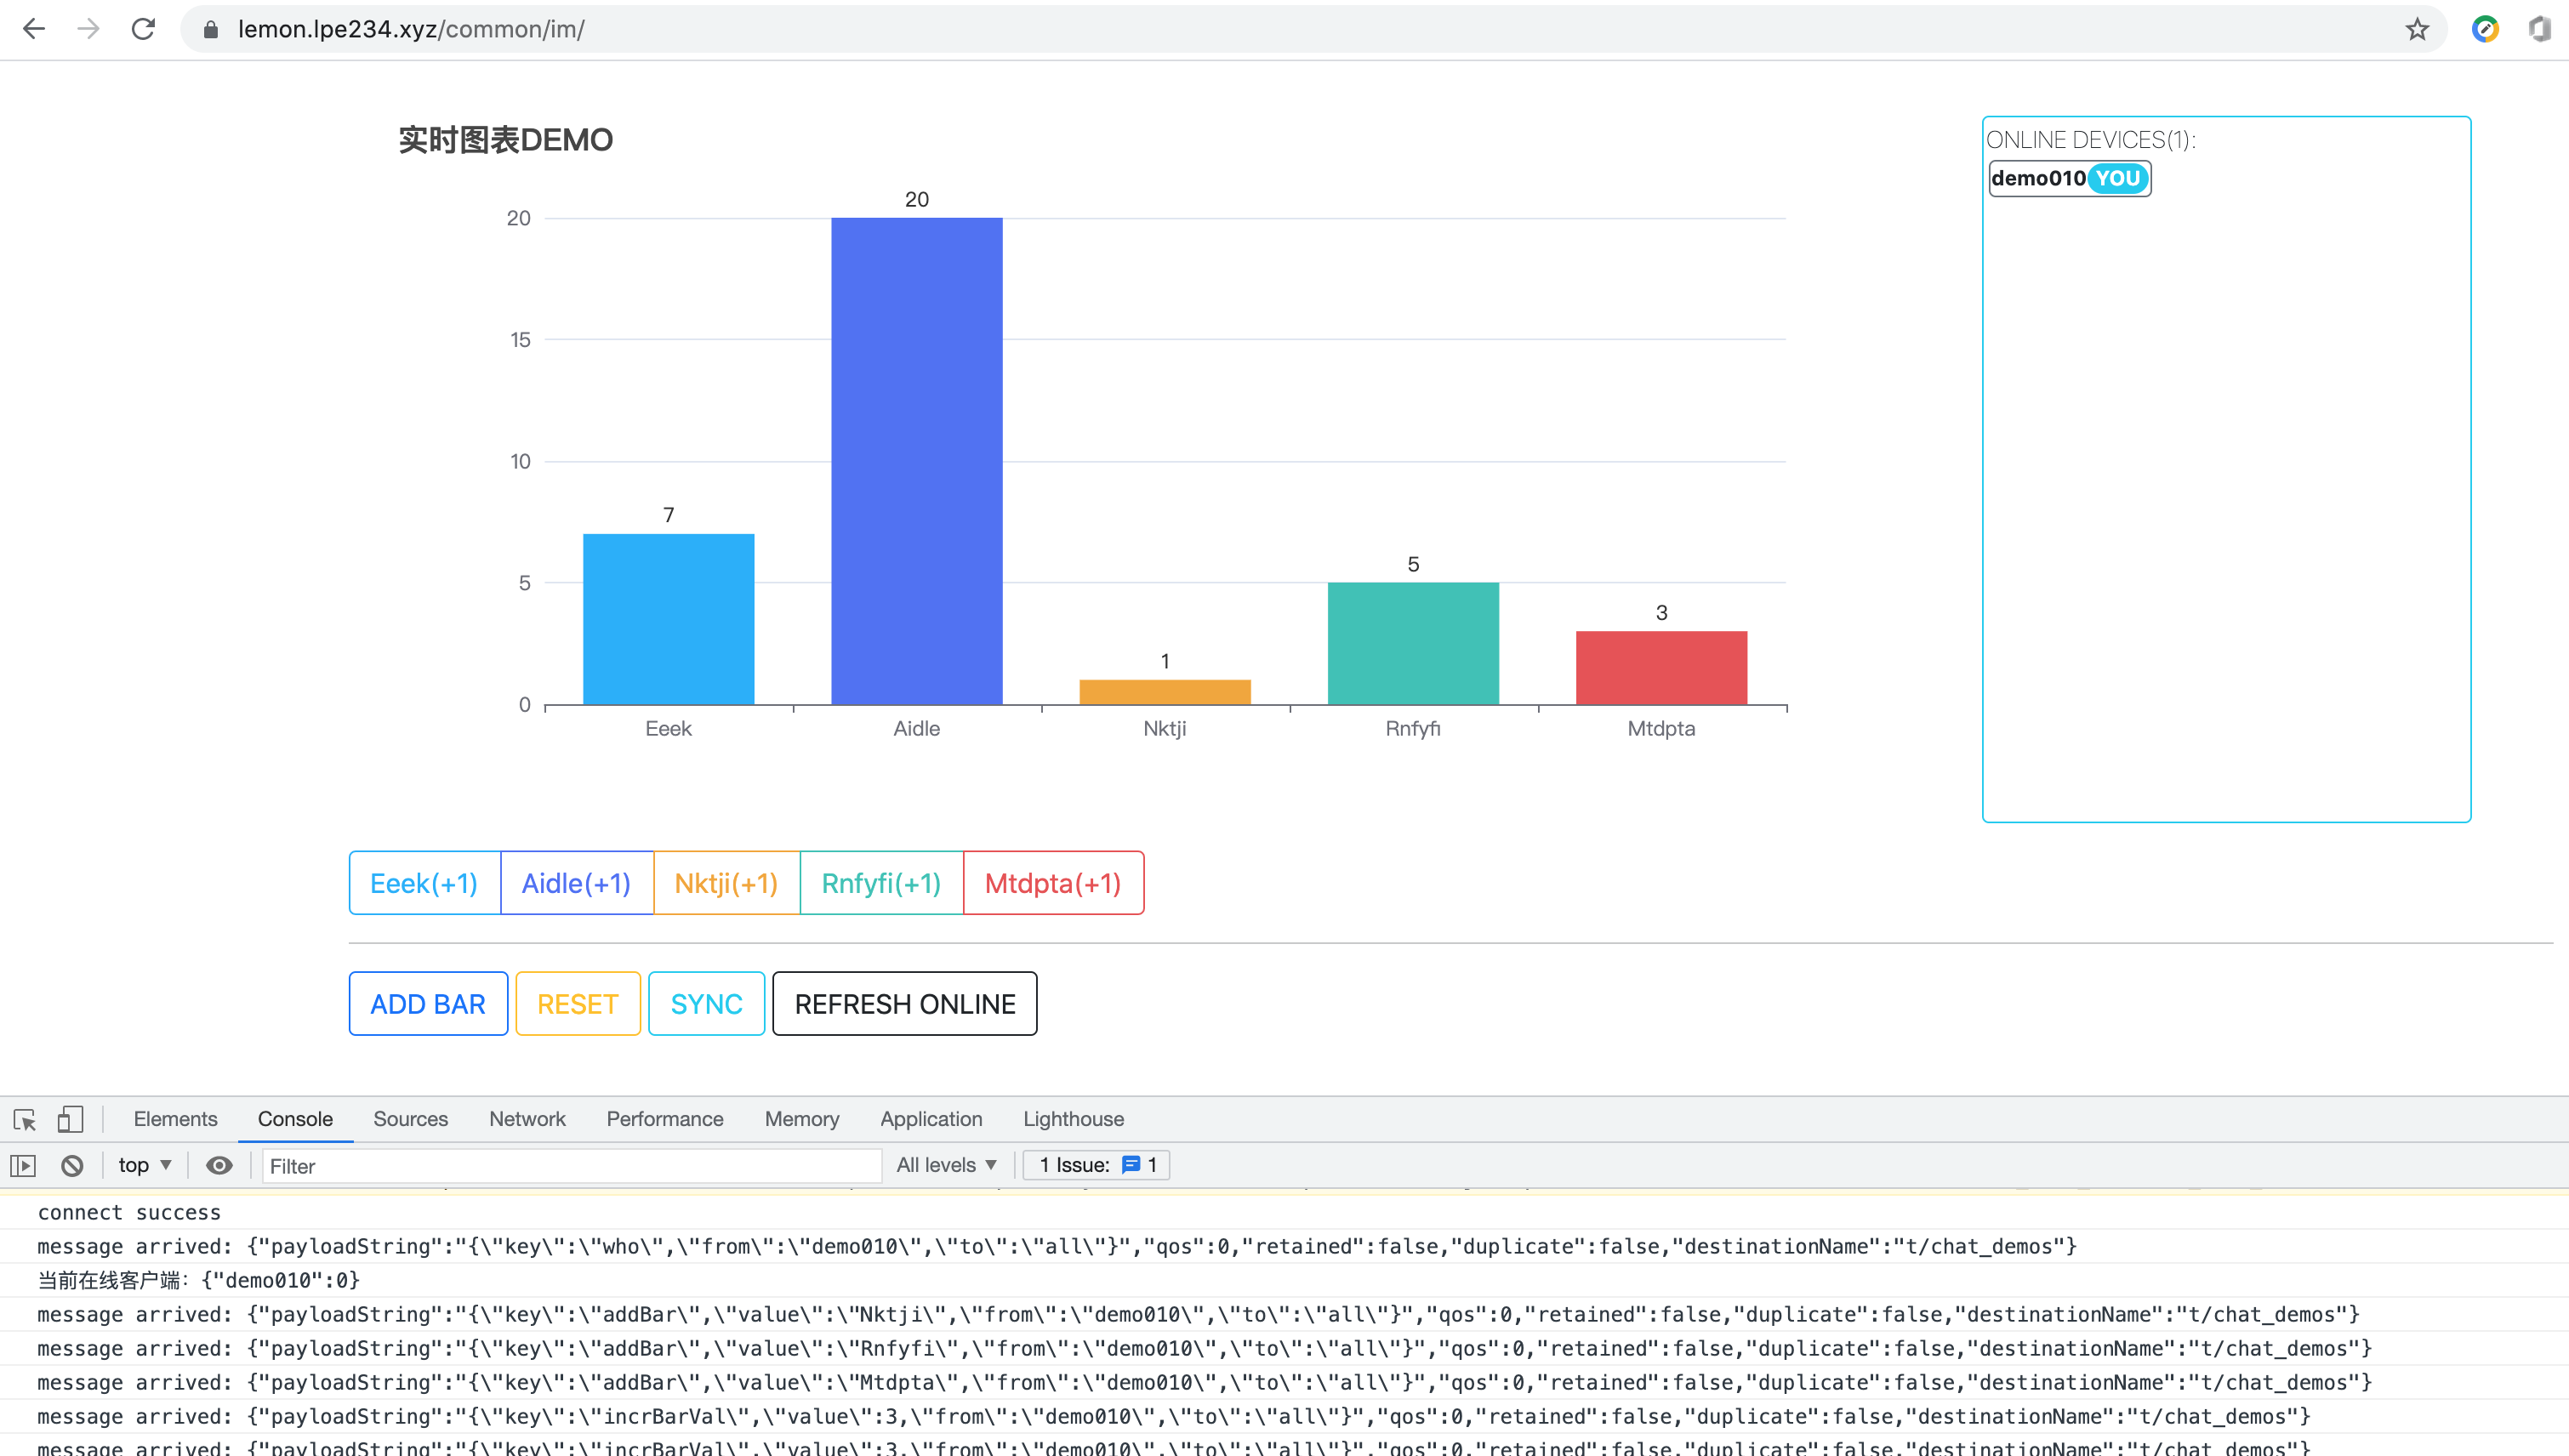 lemon.lpe234.xyz/common/im/
实时图表DEMO
ONLINE DEVICES(1):
demo010 YOU
20
15
10
5
0
7
20
1
5
3
Eeek
Aidle
Nktji
Rnfyfi
Mtdpta
Eeek(+1)
Aidle(+1)
Nktji(+1)
Rnfyfi(+1)
Mtdpta(+1)
ADD BAR
RESET
SYNC
REFRESH ONLINE
Elements Console Sources Network Performance Memory Application Lighthouse
top ▼ Filter All levels ▼ 1 Issue: 1
connect success
message arrived: {"payloadString":"{\"key\":\"who\",\"from\":\"demo010\",\"to\":\"all\"}","qos":0,"retained":false,"duplicate":false,"destinationName":"t/chat_demos"}
当前在线客户端：{"demo010":0}
message arrived: {"payloadString":"{\"key\":\"addBar\",\"value\":\"Nktji\",\"from\":\"demo010\",\"to\":\"all\"}","qos":0,"retained":false,"duplicate":false,"destinationName":"t/chat_demos"}
message arrived: {"payloadString":"{\"key\":\"addBar\",\"value\":\"Rnfyfi\",\"from\":\"demo010\",\"to\":\"all\"}","qos":0,"retained":false,"duplicate":false,"destinationName":"t/chat_demos"}
message arrived: {"payloadString":"{\"key\":\"addBar\",\"value\":\"Mtdpta\",\"from\":\"demo010\",\"to\":\"all\"}","qos":0,"retained":false,"duplicate":false,"destinationName":"t/chat_demos"}
message arrived: {"payloadString":"{\"key\":\"incrBarVal\",\"value\":3,\"from\":\"demo010\",\"to\":\"all\"}","qos":0,"retained":false,"duplicate":false,"destinationName":"t/chat_demos"}
message arrived: {"payloadString":"{\"key\":\"incrBarVal\",\"value\":3,\"from\":\"demo010\",\"to\":\"all\"}","qos":0,"retained":false,"duplicate":false,"destinationName":"t/chat_demos"}